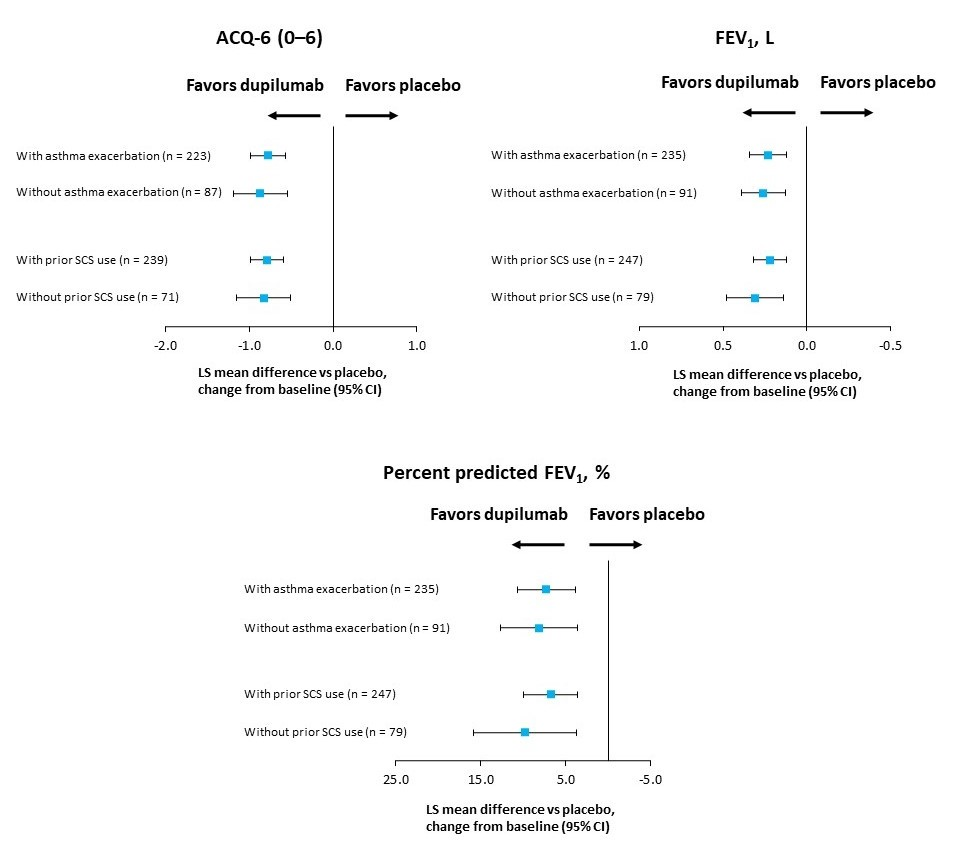 ACQ-6 (0–6)
Favors dupilumab Favors placebo
With asthma exacerbation (n = 223)
Without asthma exacerbation (n = 87)
With prior SCS use (n = 239)
Without prior SCS use (n = 71)
-2.0 -1.0 0.0 1.0
LS mean difference vs placebo,
change from baseline (95% CI)
FEV₁, L
Favors dupilumab Favors placebo
With asthma exacerbation (n = 235)
Without asthma exacerbation (n = 91)
With prior SCS use (n = 247)
Without prior SCS use (n = 79)
1.0 0.5 0.0 -0.5
LS mean difference vs placebo,
change from baseline (95% CI)
Percent predicted FEV₁, %
Favors dupilumab Favors placebo
With asthma exacerbation (n = 235)
Without asthma exacerbation (n = 91)
With prior SCS use (n = 247)
Without prior SCS use (n = 79)
25.0 15.0 5.0 -5.0
LS mean difference vs placebo,
change from baseline (95% CI)